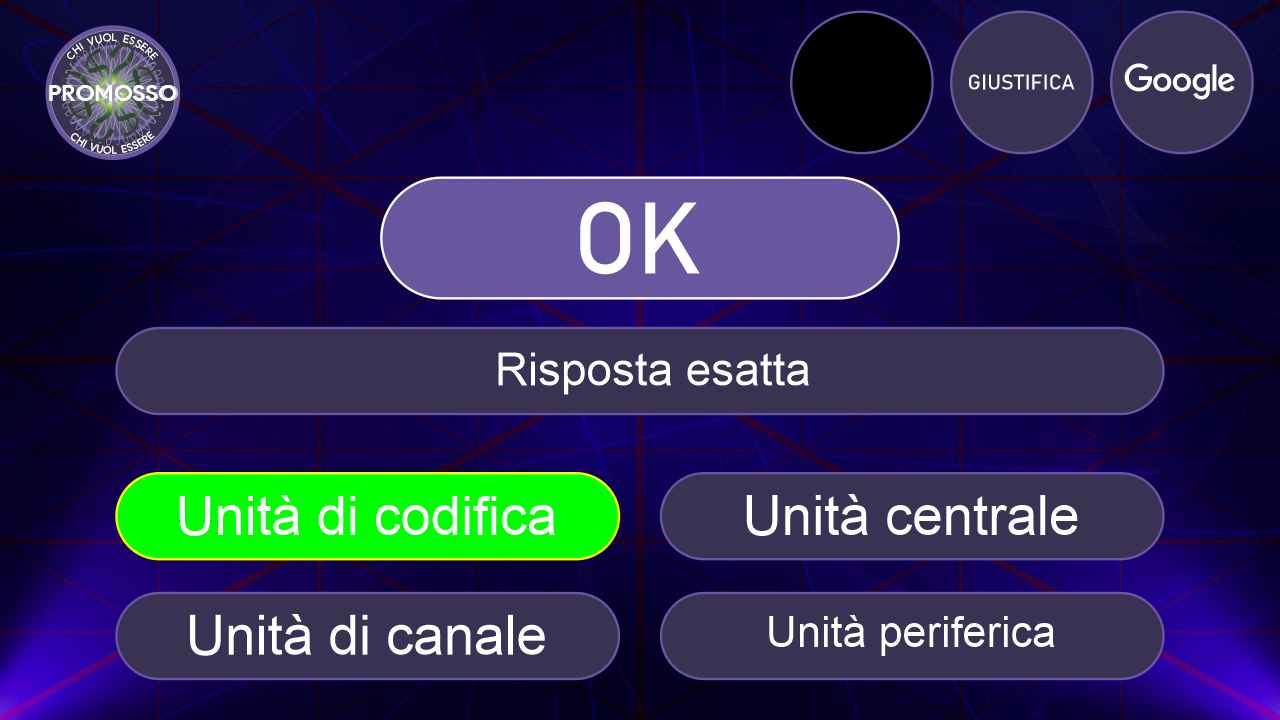 CHI VUOL ESSERE
PROMOSSO
CHI VUOL ESSERE
GIUSTIFICA
Google
OK
Risposta esatta
Unità di codifica
Unità centrale
Unità di canale
Unità periferica